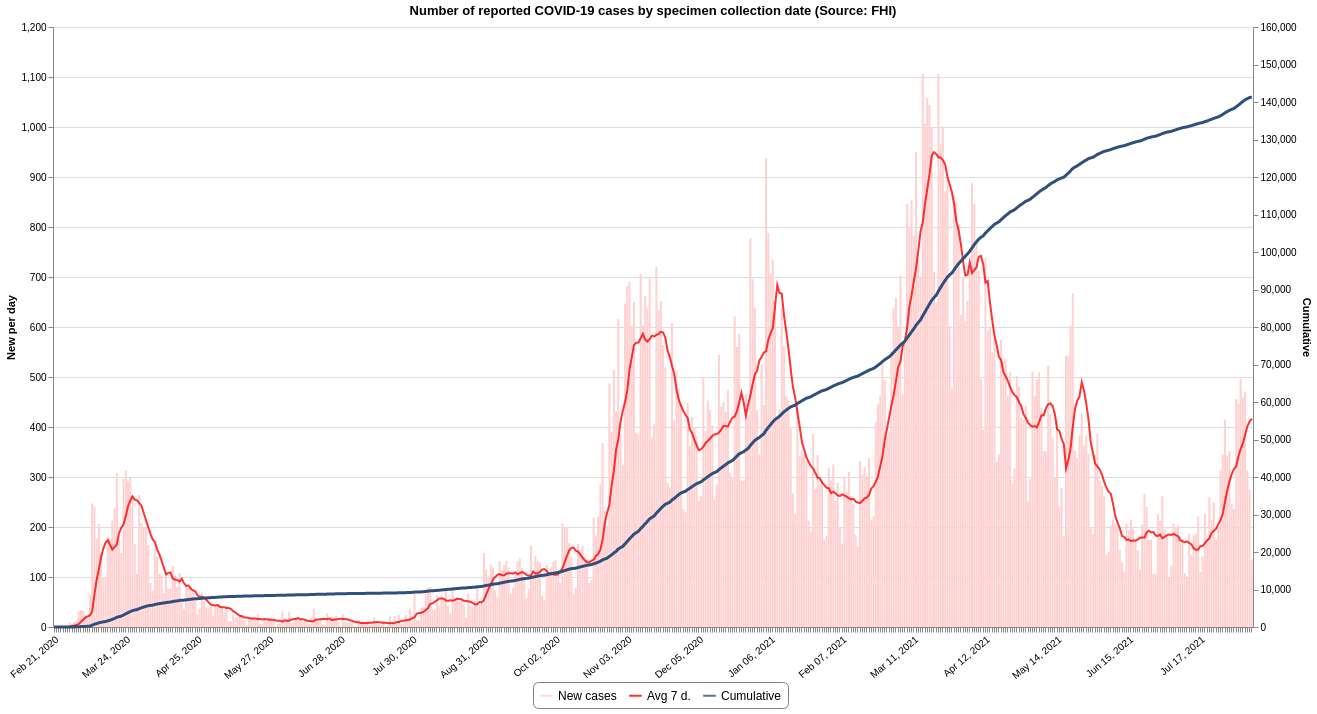 Number of reported COVID-19 cases by specimen collection date (Source: FHI)
1,200
1,100
1,000
900
800
700
600
500
400
300
200
100
0
New per day
160,000
150,000
140,000
130,000
120,000
110,000
100,000
90,000
80,000
70,000
60,000
50,000
40,000
30,000
20,000
10,000
0
Cumulative
Feb 21, 2020
Mar 24, 2020
Apr 25, 2020
May 27, 2020
Jun 28, 2020
Jul 30, 2020
Aug 31, 2020
Oct 02, 2020
Nov 03, 2020
Dec 05, 2020
Jan 06, 2021
Feb 07, 2021
Mar 11, 2021
Apr 12, 2021
May 14, 2021
Jun 15, 2021
Jul 17, 2021
New cases Avg 7 d. Cumulative